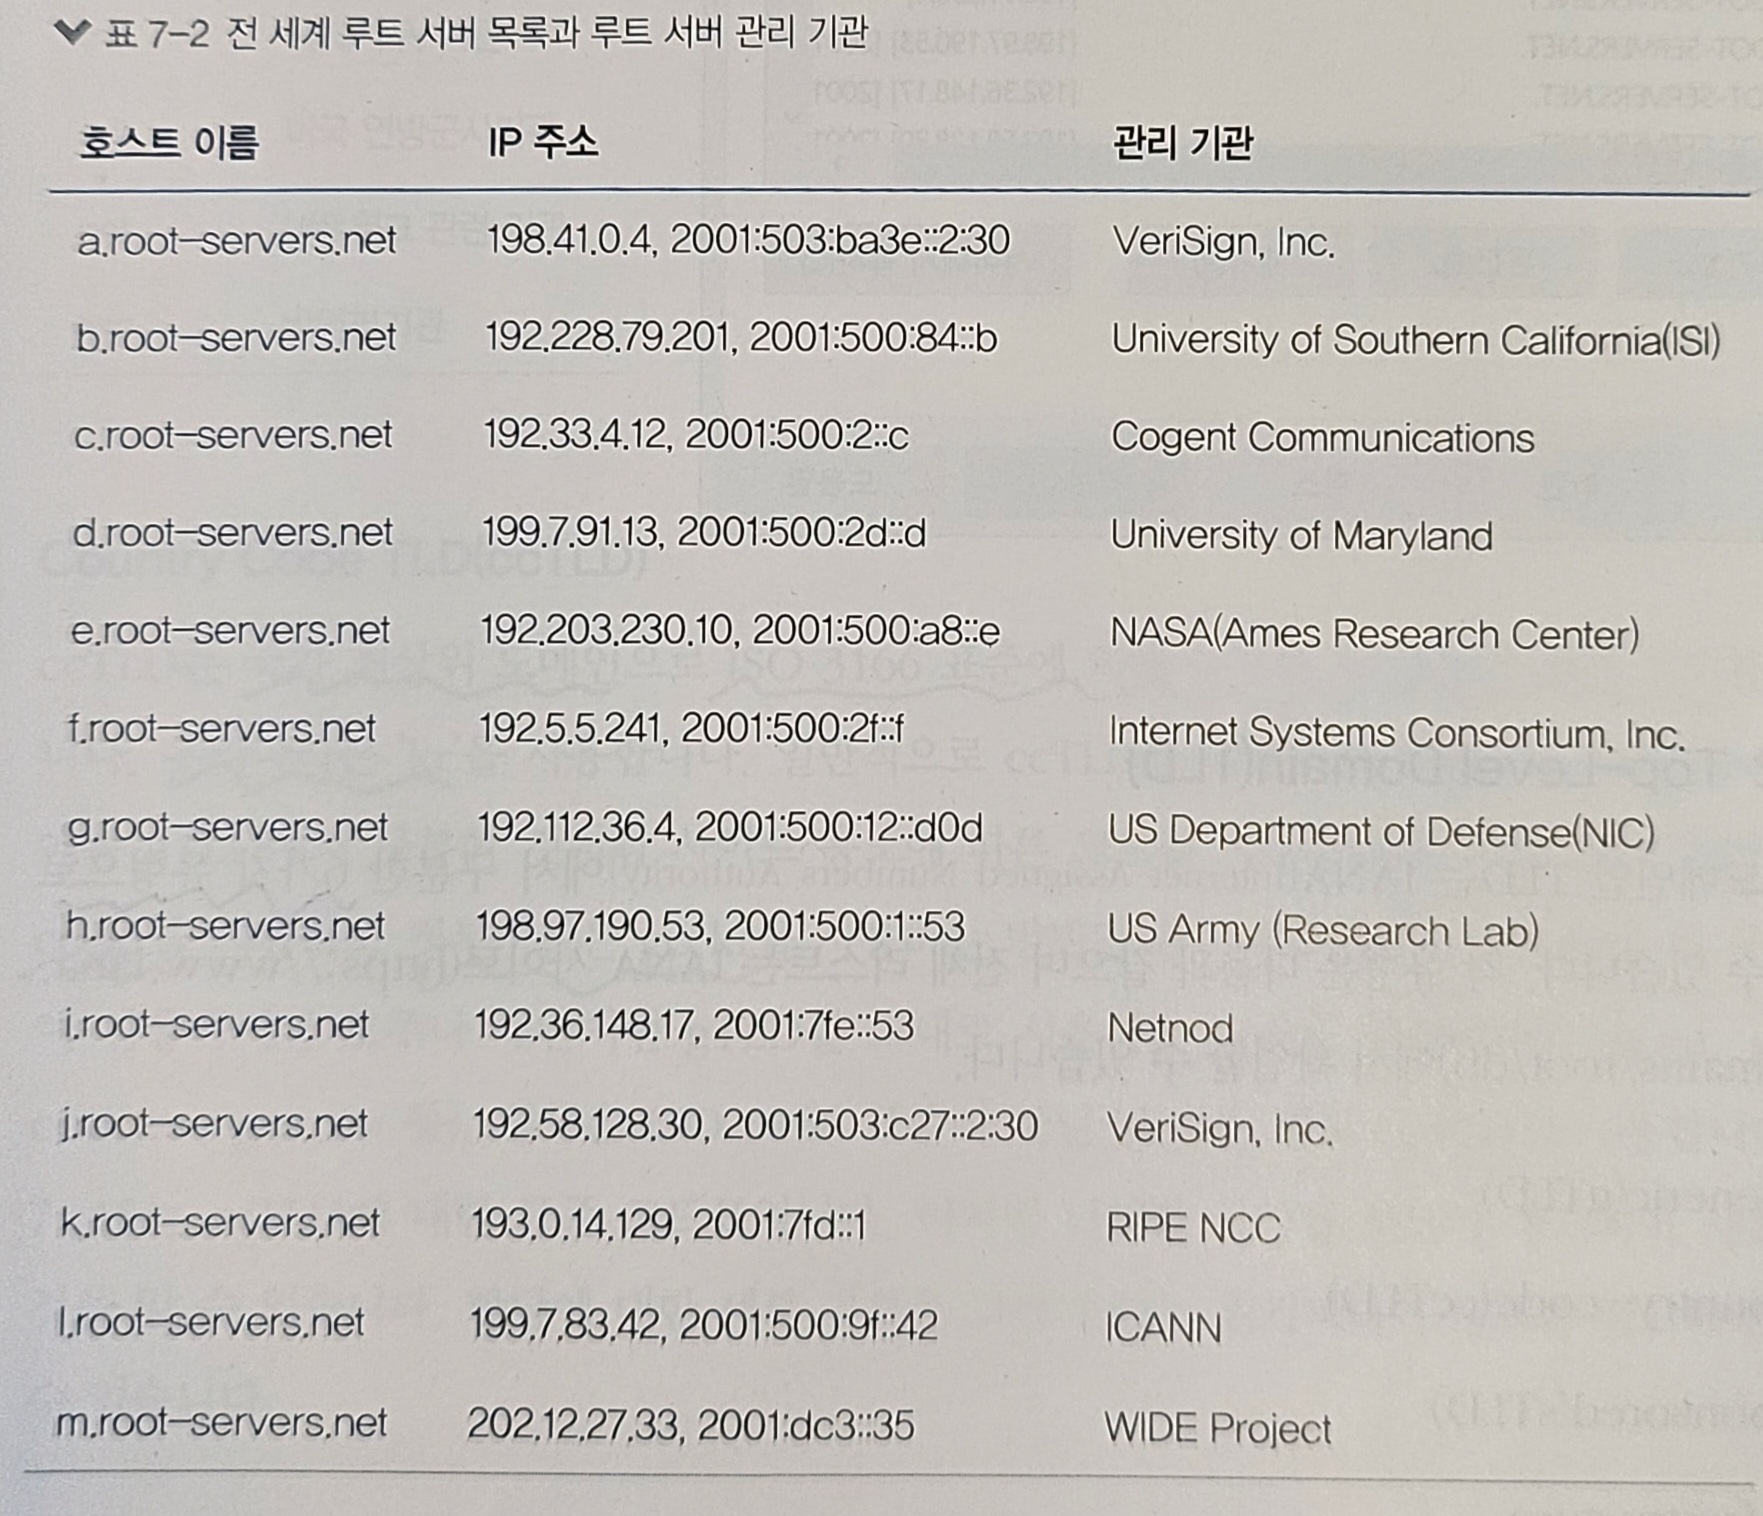 표 7-2 전 세계 루트 서버 목록과 루트 서버 관리 기관
호스트 이름 IP 주소 관리 기관
a.root-servers.net 198.41.0.4, 2001:503:ba3e::2:30 VeriSign, Inc.
b.root-servers.net 192.228.79.201, 2001:500:84::b University of Southern California(ISI)
c.root-servers.net 192.33.4.12, 2001:500:2::c Cogent Communications
d.root-servers.net 199.7.91.13, 2001:500:2d::d University of Maryland
e.root-servers.net 192.203.230.10, 2001:500:a8::e NASA(Ames Research Center)
f.root-servers.net 192.5.5.241, 2001:500:2f::f Internet Systems Consortium, Inc.
g.root-servers.net 192.112.36.4, 2001:500:12::d0d US Department of Defense(NIC)
h.root-servers.net 198.97.190.53, 2001:500:1::53 US Army (Research Lab)
i.root-servers.net 192.36.148.17, 2001:7fe::53 Netnod
j.root-servers.net 192.58.128.30, 2001:503:c27::2:30 VeriSign, Inc.
k.root-servers.net 193.0.14.129, 2001:7fd::1 RIPE NCC
l.root-servers.net 199.7.83.42, 2001:500:9f::42 ICANN
m.root-servers.net 202.12.27.33, 2001:dc3::35 WIDE Project